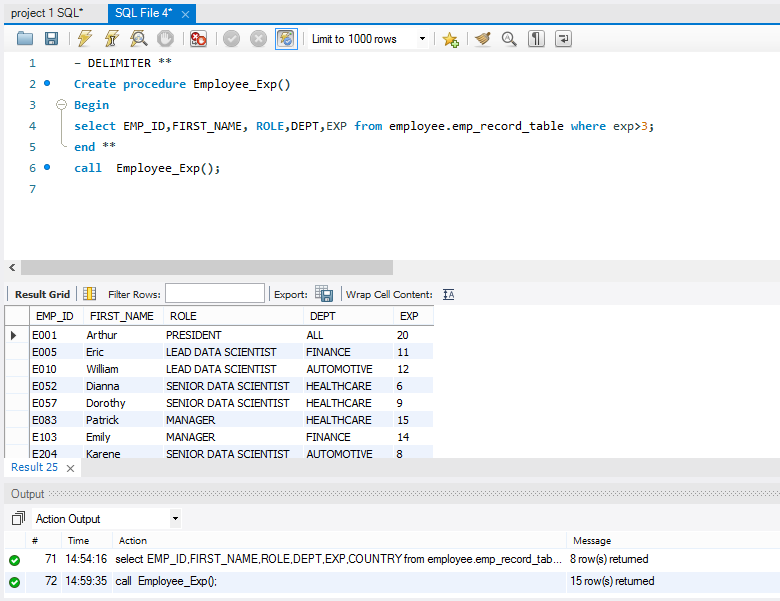 project 1 SQL*
SQL File 4*
Limit to 1000 rows
1 - DELIMITER **
2 Create procedure Employee_Exp()
3 Begin
4 select EMP_ID,FIRST_NAME, ROLE,DEPT,EXP from employee.emp_record_table where exp>3;
5 end **
6 call  Employee_Exp();
7
Result Grid Filter Rows: Export: Wrap Cell Content:
EMP_ID FIRST_NAME ROLE DEPT EXP
E001 Arthur PRESIDENT ALL 20
E005 Eric LEAD DATA SCIENTIST FINANCE 11
E010 William LEAD DATA SCIENTIST AUTOMOTIVE 12
E052 Dianna SENIOR DATA SCIENTIST HEALTHCARE 6
E057 Dorothy SENIOR DATA SCIENTIST HEALTHCARE 9
E083 Patrick MANAGER HEALTHCARE 15
E103 Emily MANAGER FINANCE 14
E204 Karene SENIOR DATA SCIENTIST AUTOMOTIVE 8
Result 25
Output
Action Output
# Time Action Message
71 14:54:16 select EMP_ID,FIRST_NAME,ROLE,DEPT,EXP,COUNTRY from employee.emp_record_tab... 8 row(s) returned
72 14:59:35 call  Employee_Exp(); 15 row(s) returned